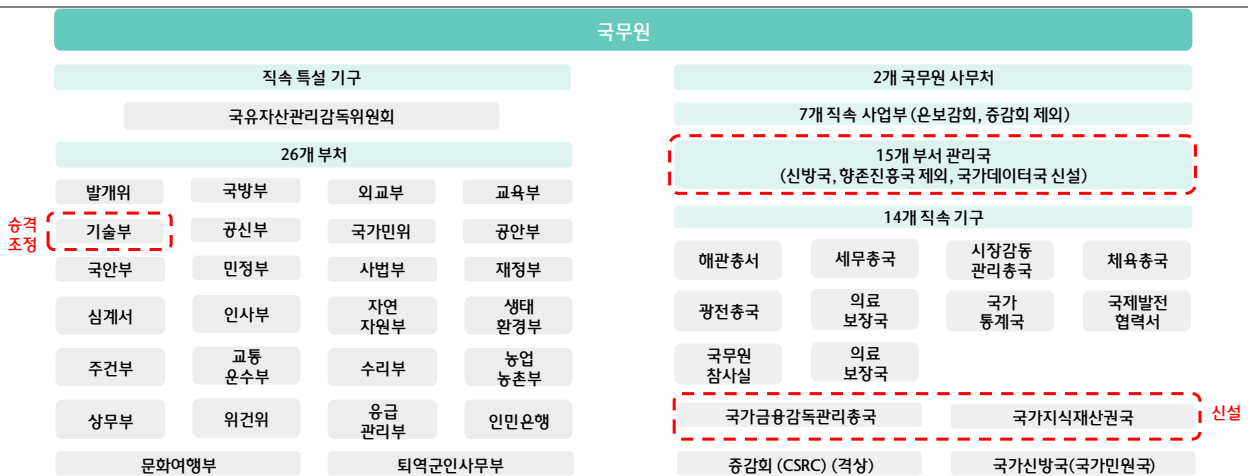 국무원
직속 특설 기구
국유자산관리감독위원회
26개 부처
발개위
국방부
외교부
교육부
승격
조정
기술부
공신부
국가민위
공안부
국안부
민정부
사법부
재정부
심계서
인사부
자연
자원부
생태
환경부
주건부
교통
운수부
수리부
농업
농촌부
상무부
위건위
응급
관리부
인민은행
문화여행부
퇴역군인사무부
2개 국무원 사무처
7개 직속 사업부 (은보감회, 증감회 제외)
15개 부서 관리국
(신방국, 향촌진흥국 제외, 국가데이터국 신설)
14개 직속 기구
해관총서
세무총국
시장감동
관리총국
체육총국
광전총국
의료
보장국
국가
통계국
국제발전
협력서
국무원
참사실
의료
보장국
국가금융감독관리총국
국가지식재산권국
신설
증감회 (CSRC) (격상)
국가신방국(국가민원국)